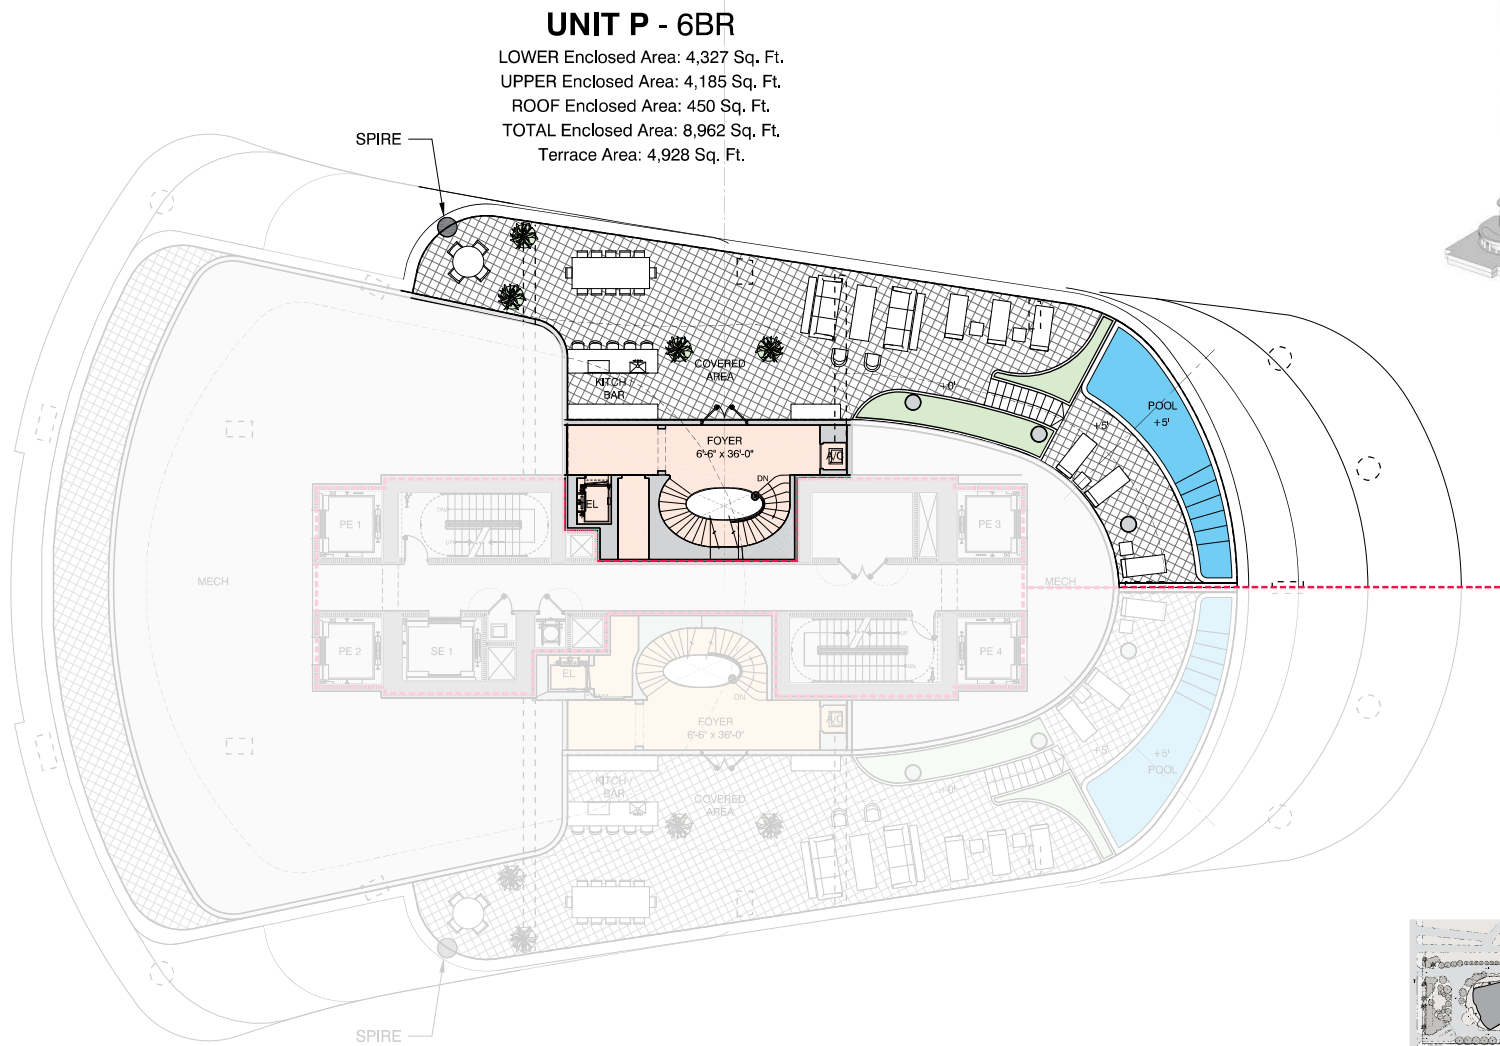 UNIT P - 6BR
LOWER Enclosed Area: 4,327 Sq. Ft.
UPPER Enclosed Area: 4,185 Sq. Ft.
ROOF Enclosed Area: 450 Sq. Ft.
TOTAL Enclosed Area: 8,962 Sq. Ft.
Terrace Area: 4,928 Sq. Ft.
SPIRE
COVERED
AREA
KITCH /
BAR
+0'
POOL
+5'
+5'
FOYER
6'-6" x 36'-0"
A/C
DN
EL
PE 1
PE 3
MECH
MECH
PE 2
SE 1
PE 4
EL
DN
FOYER
6'-6" x 36'-0"
A/C
+5'
+5'
POOL
KITCH /
BAR
COVERED
AREA
+0'
SPIRE